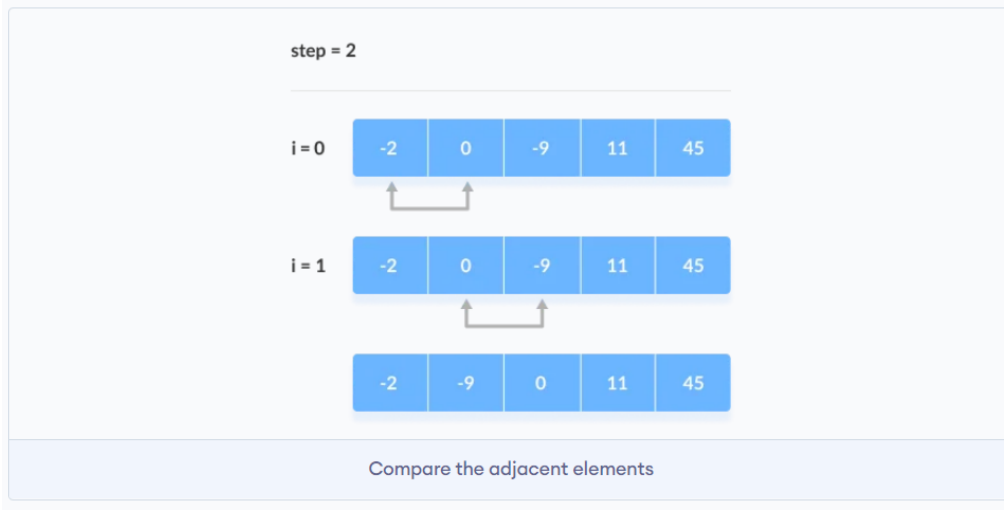 step = 2
i = 0 -2 0 -9 11 45
i = 1 -2 0 -9 11 45
-2 -9 0 11 45
Compare the adjacent elements